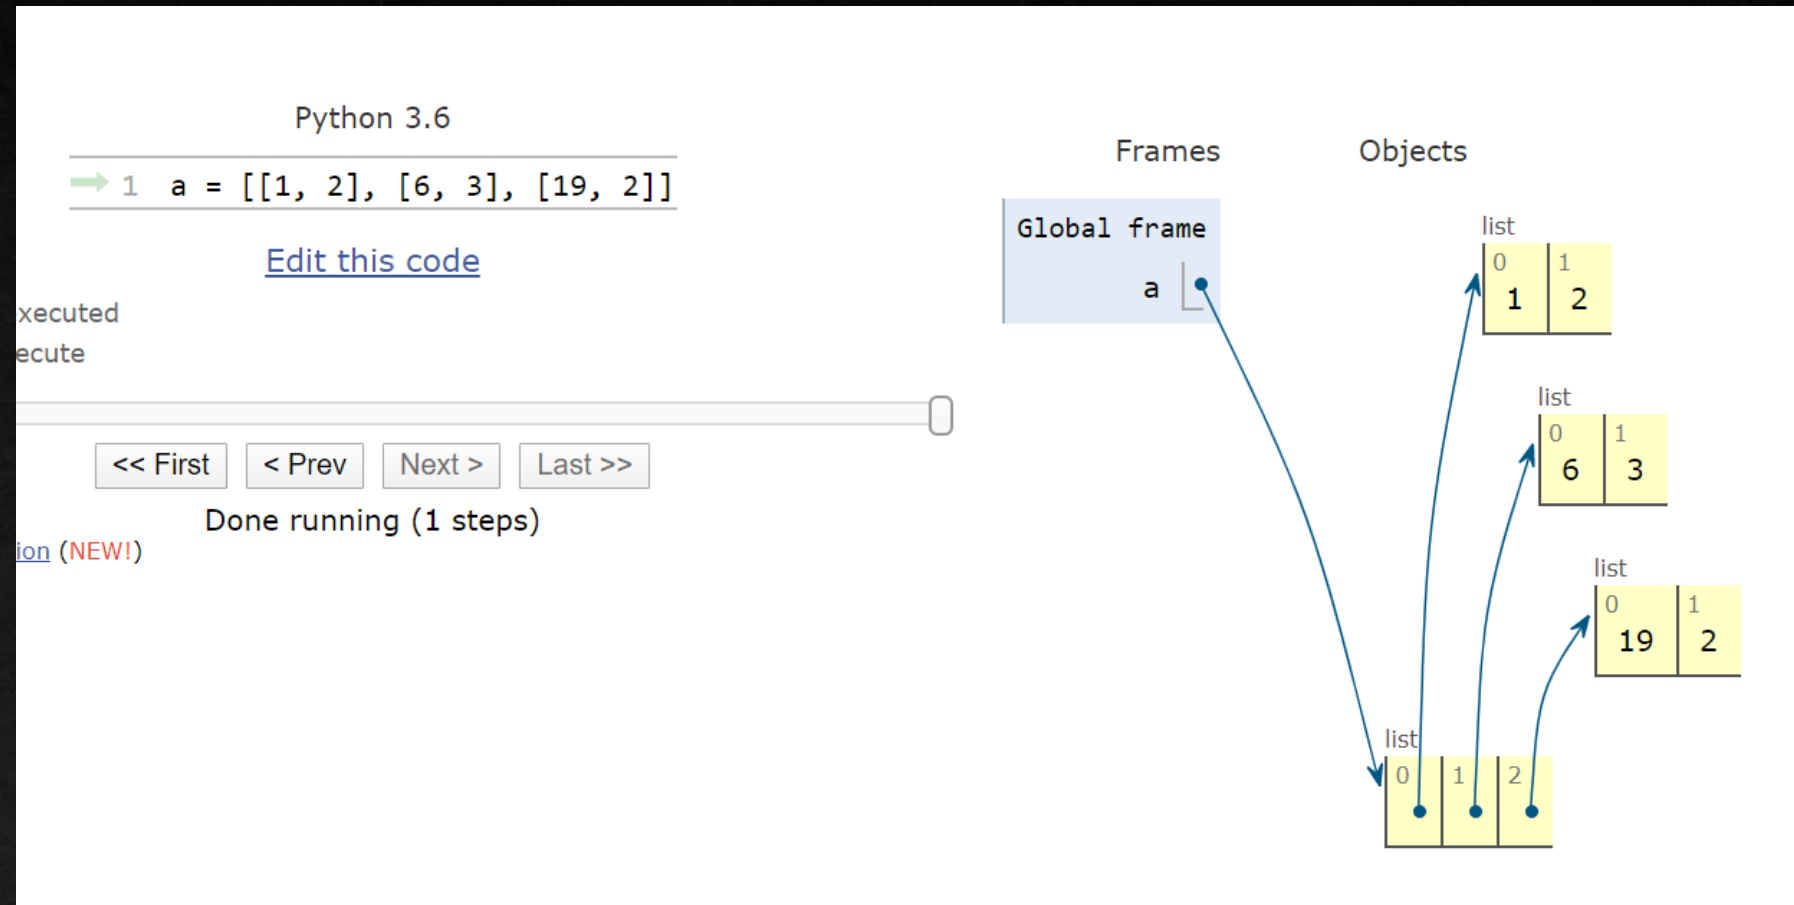 Python 3.6
1 a = [[1, 2], [6, 3], [19, 2]]
Edit this code
xecuted
ecute
<< First < Prev Next > Last >>
Done running (1 steps)
ion (NEW!)
Frames Objects
Global frame
a
list
0 1
1 2
list
0 1
6 3
list
0 1
19 2
list
0 1 2